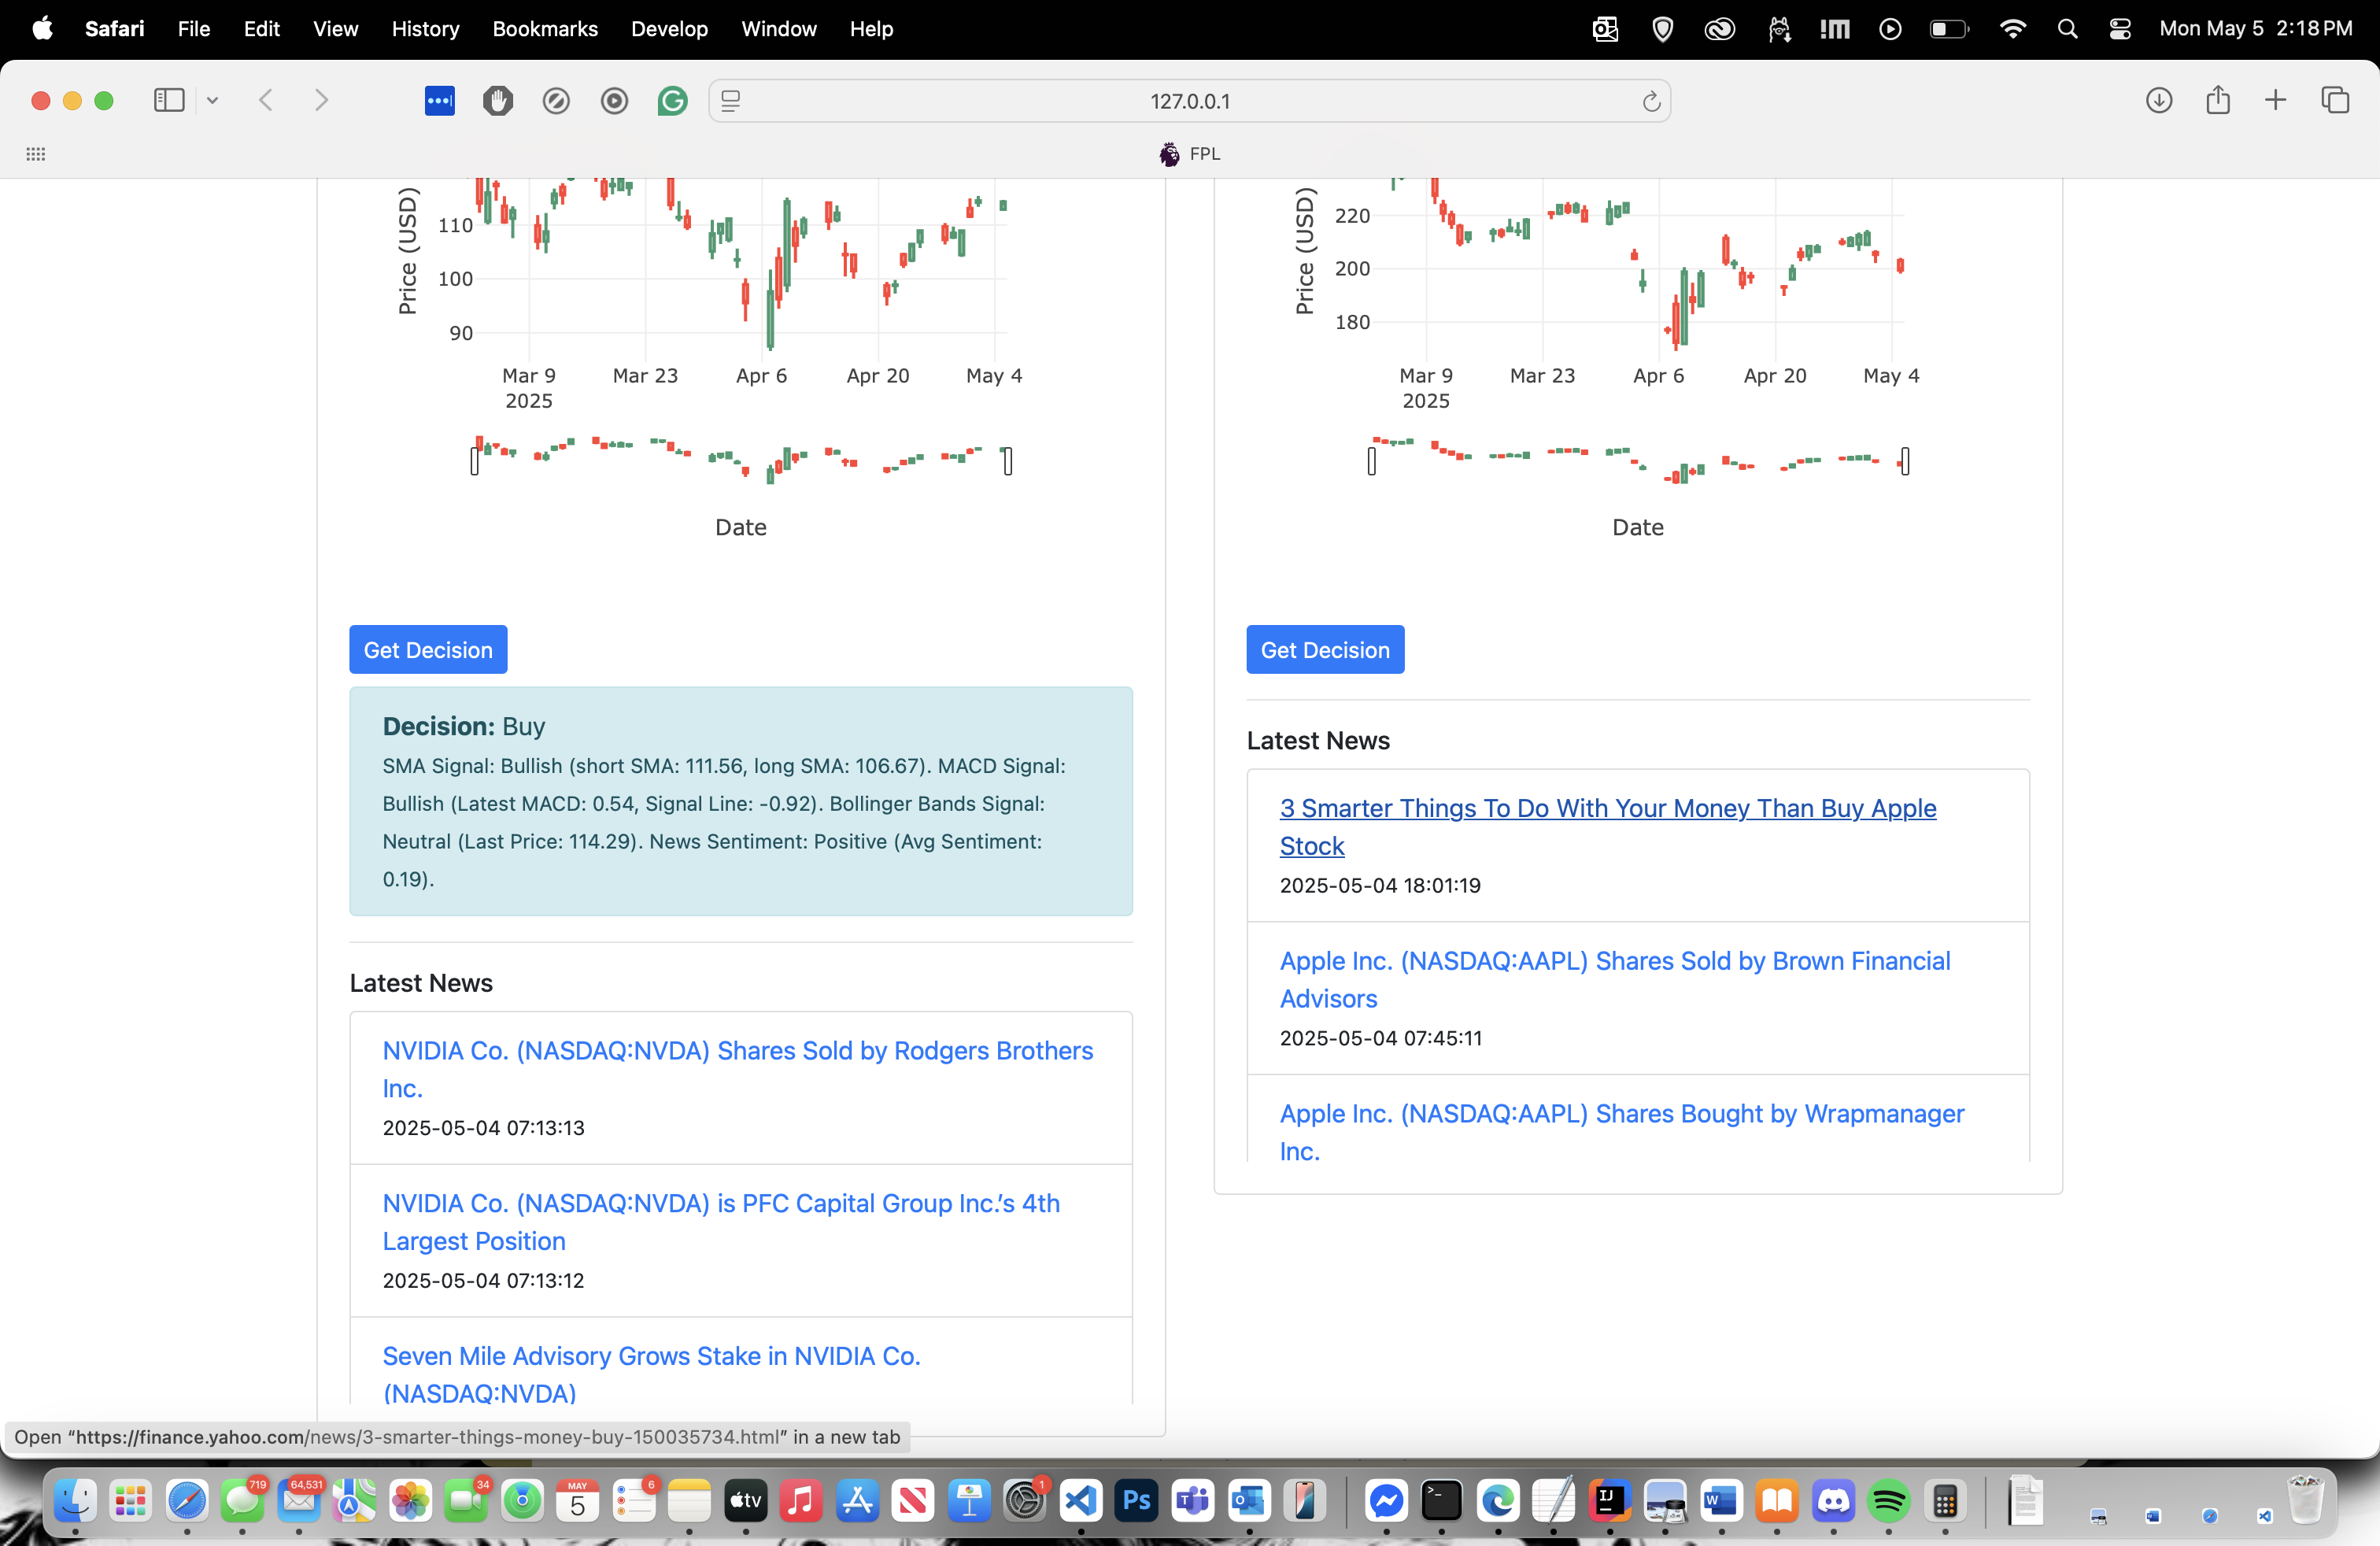 Safari File Edit View History Bookmarks Develop Window Help
Mon May 5 2:18 PM
127.0.0.1
FPL
Price (USD)
110
100
90
Mar 9
2025
Mar 23
Apr 6
Apr 20
May 4
Date
Get Decision
Decision: Buy
SMA Signal: Bullish (short SMA: 111.56, long SMA: 106.67). MACD Signal:
Bullish (Latest MACD: 0.54, Signal Line: -0.92). Bollinger Bands Signal:
Neutral (Last Price: 114.29). News Sentiment: Positive (Avg Sentiment:
0.19).
Latest News
NVIDIA Co. (NASDAQ:NVDA) Shares Sold by Rodgers Brothers
Inc.
2025-05-04 07:13:13
NVIDIA Co. (NASDAQ:NVDA) is PFC Capital Group Inc.’s 4th
Largest Position
2025-05-04 07:13:12
Seven Mile Advisory Grows Stake in NVIDIA Co.
(NASDAQ:NVDA)
Price (USD)
220
200
180
Mar 9
2025
Mar 23
Apr 6
Apr 20
May 4
Date
Get Decision
Latest News
3 Smarter Things To Do With Your Money Than Buy Apple
Stock
2025-05-04 18:01:19
Apple Inc. (NASDAQ:AAPL) Shares Sold by Brown Financial
Advisors
2025-05-04 07:45:11
Apple Inc. (NASDAQ:AAPL) Shares Bought by Wrapmanager
Inc.
Open “https://finance.yahoo.com/news/3-smarter-things-money-buy-150035734.html” in a new tab
719
64,531
34
MAY
5
6
tv
1
Ps
IJ
W